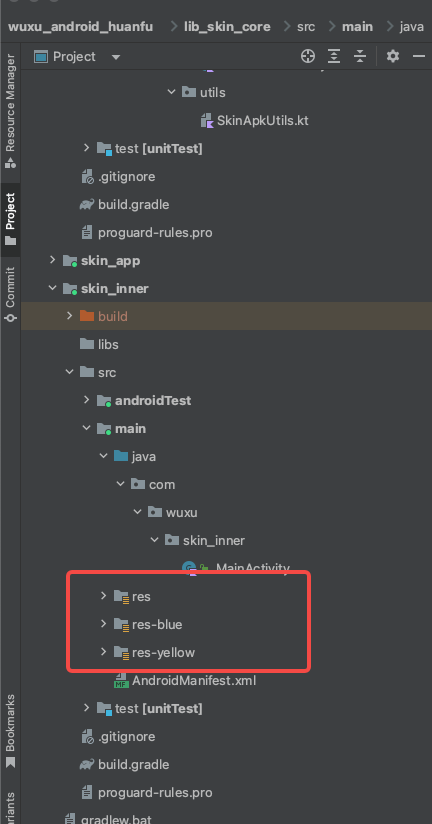 wuxu_android_huanfu > lib_skin_core > src > main > java
Project
Resource Manager
Project
Commit
Bookmarks
utils
SkinApkUtils.kt
test [unitTest]
.gitignore
build.gradle
proguard-rules.pro
skin_app
skin_inner
build
libs
src
androidTest
main
java
com
wuxu
skin_inner
MainActivity
res
res-blue
res-yellow
AndroidManifest.xml
test [unitTest]
.gitignore
build.gradle
proguard-rules.pro
gradlew.bat